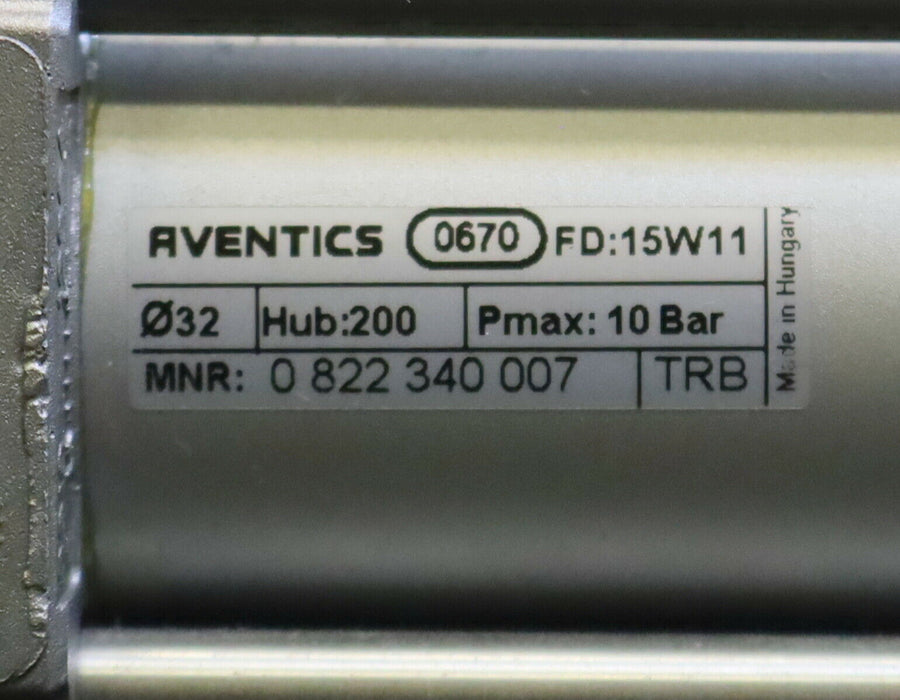 AVENTICS 0670 FD:15W11
Ø32 Hub:200 Pmax: 10 Bar
MNR: 0 822 340 007 TRB
Made in Hungary